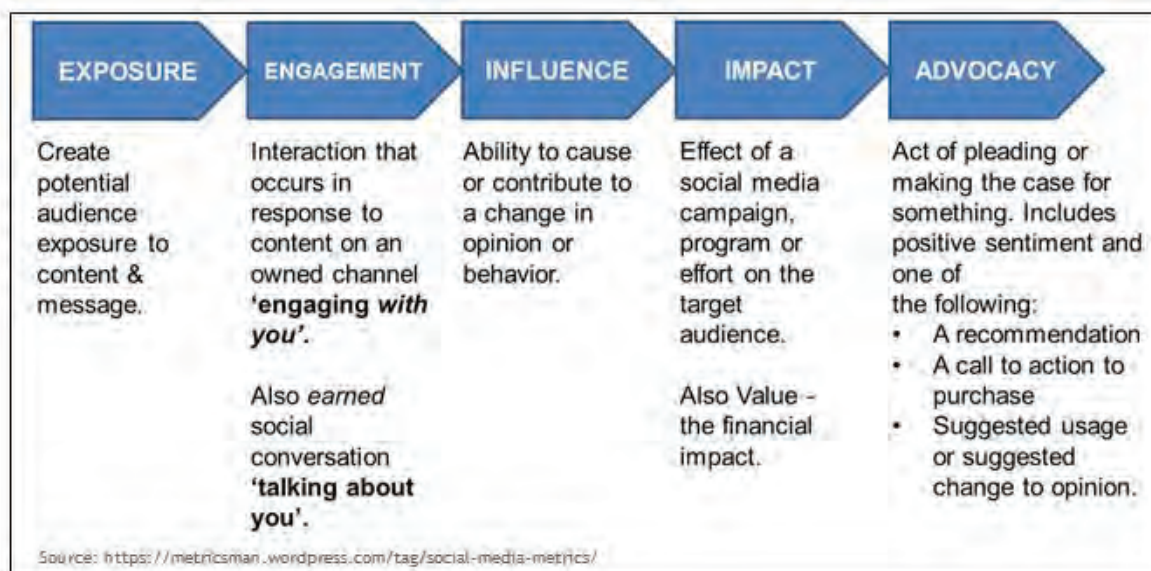 EXPOSURE
ENGAGEMENT
INFLUENCE
IMPACT
ADVOCACY
Create
potential
audience
exposure to
content &
message.
Interaction that
occurs in
response to
content on an
owned channel
‘engaging with
you’.
Also earned
social
conversation
‘talking about
you’.
Ability to cause
or contribute to
a change in
opinion or
behavior.
Effect of a
social media
campaign,
program or
effort on the
target
audience.
Also Value -
the financial
impact.
Act of pleading or
making the case for
something. Includes
positive sentiment and
one of
the following:
• A recommendation
• A call to action to
purchase
• Suggested usage
or suggested
change to opinion.
Source: https://metricsman.wordpress.com/tag/social-media-metrics/